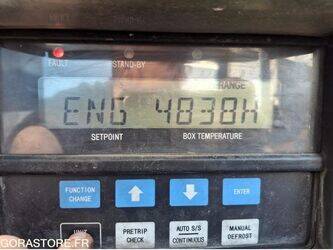 FAULT STAND-BY
RANGE
ENG 4838H
SETPOINT BOX TEMPERATURE
FUNCTION CHANGE ENTER
UNIT PRETRIP CHECK AUTO S/S CONTINUOUS MANUAL DEFROST
© GORASTORE.FR